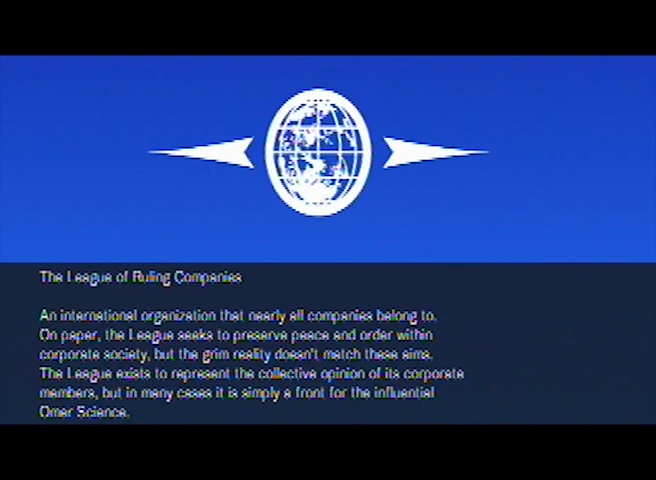 The League of Ruling Companies
An international organization that nearly all companies belong to.
On paper, the League seeks to preserve peace and order within
corporate society, but the grim reality doesn't match these aims.
The League exists to represent the collective opinion of its corporate
members, but in many cases it is simply a front for the influential
Omer Science.